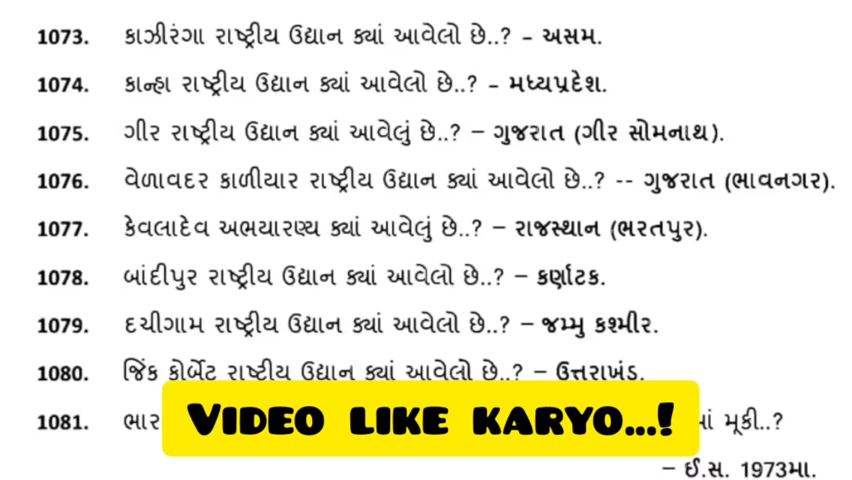 1073. કાઝીરંગા રાષ્ટ્રીય ઉદ્યાન ક્યાં આવેલો છે..? – અસમ.
1074. કાન્હા રાષ્ટ્રીય ઉદ્યાન ક્યાં આવેલો છે..? - મધ્યપ્રદેશ.
1075. ગીર રાષ્ટ્રીય ઉદ્યાન ક્યાં આવેલું છે..? – ગુજરાત (ગીર સોમનાથ).
1076. વેળાવદર કાળીયાર રાષ્ટ્રીય ઉદ્યાન ક્યાં આવેલો છે..? -- ગુજરાત (ભાવનગર).
1077. કેવલાદેવ અભયારણ્ય ક્યાં આવેલું છે..? – રાજસ્થાન (ભરતપુર).
1078. બાંદીપુર રાષ્ટ્રીય ઉદ્યાન ક્યાં આવેલો છે..? – કર્ણાટક.
1079. દચીગામ રાષ્ટ્રીય ઉદ્યાન ક્યાં આવેલો છે..? – જમ્મુ કશ્મીર.
1080. જિંક કોર્બેટ રાષ્ટીય ઉદ્યાન ક્યાં આવેલો છે..? – ઉત્તરાખંડ.
1081. મૂકી..?
VIDEO LIKE KARYO...!
– ઈ.સ. 1973મા.